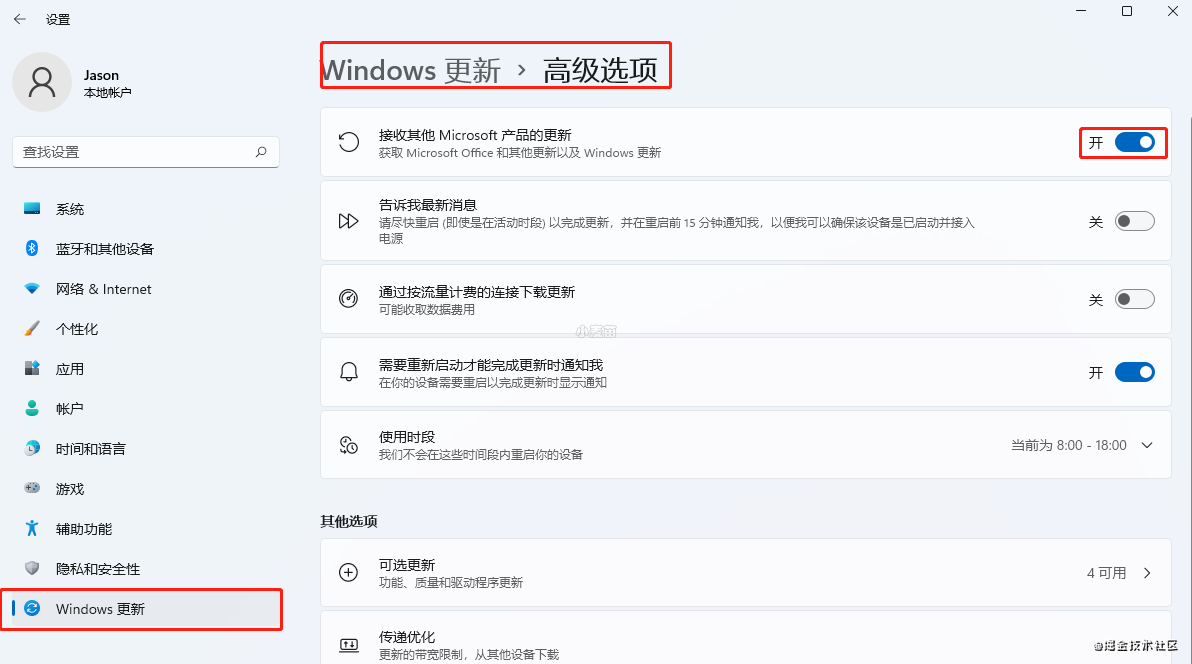 设置
Jason
本地帐户
查找设置
系统
蓝牙和其他设备
网络 & Internet
个性化
应用
帐户
时间和语言
游戏
辅助功能
隐私和安全性
Windows 更新
Windows 更新 › 高级选项
接收其他 Microsoft 产品的更新
获取 Microsoft Office 和其他更新以及 Windows 更新
开
告诉我最新消息
请尽快重启 (即使是在活动时段) 以完成更新，并在重启前 15 分钟通知我，以便我可以确保该设备是已启动并接入
电源
关
通过按流量计费的连接下载更新
可能收取数据费用
关
需要重新启动才能完成更新时通知我
在你的设备需要重启以完成更新时显示通知
开
使用时段
我们不会在这些时间段内重启你的设备
当前为 8:00 - 18:00
其他选项
可选更新
功能、质量和驱动程序更新
4 可用
传递优化
更新的带宽限制，从其他设备下载
@掘金技术社区